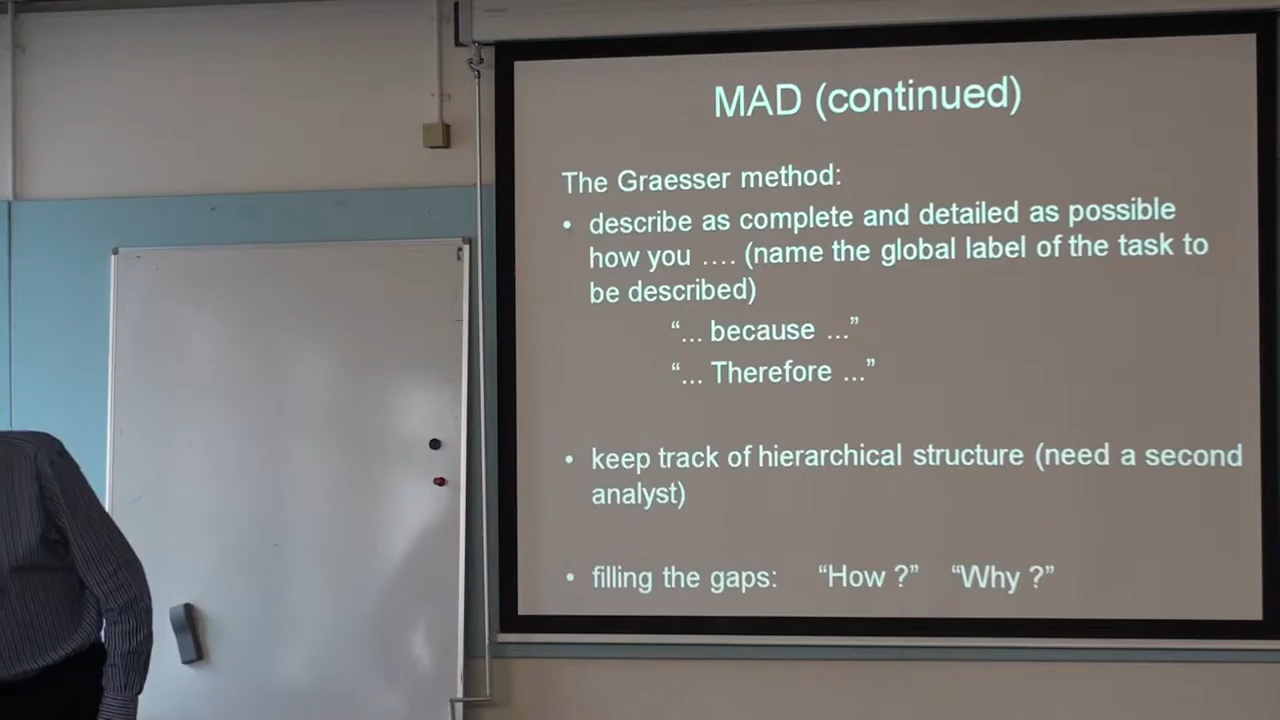 MAD (continued)
The Graesser method:
• describe as complete and detailed as possible
how you .... (name the global label of the task to
be described)
“... because ...”
“... Therefore ...”
• keep track of hierarchical structure (need a second
analyst)
• filling the gaps: “How ?” “Why ?”